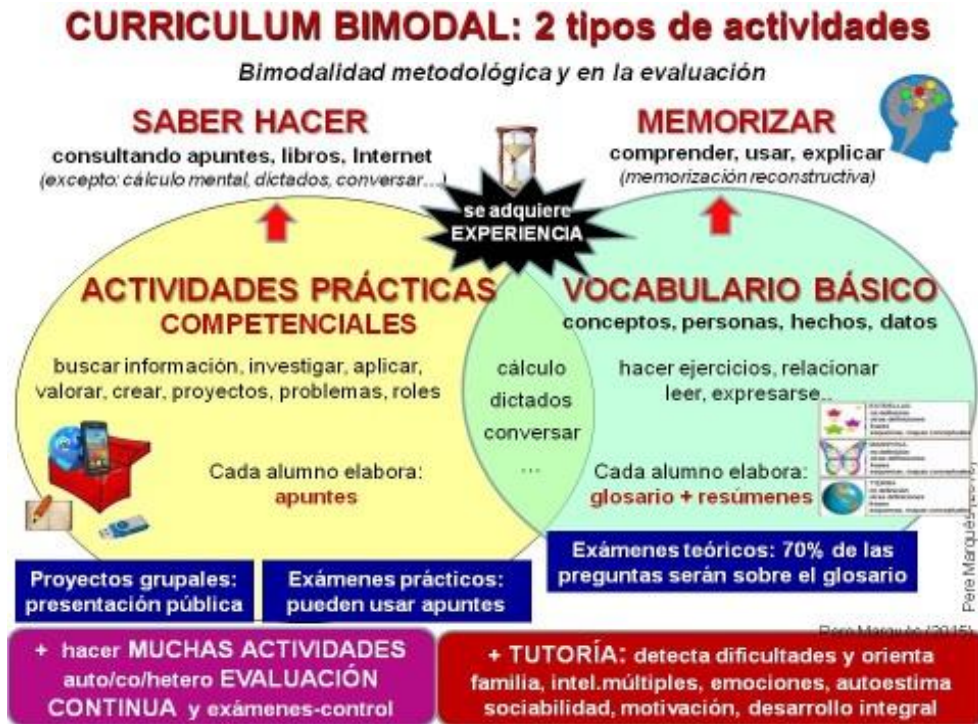 CURRICULUM BIMODAL: 2 tipos de actividades
Bimodalidad metodológica y en la evaluación
SABER HACER
consultando apuntes, libros, Internet
(excepto: cálculo mental, dictados, conversar...)
MEMORIZAR
comprender, usar, explicar
(memorización reconstructiva)
se adquiere
EXPERIENCIA
ACTIVIDADES PRÁCTICAS
COMPETENCIALES
buscar información, investigar, aplicar,
valorar, crear, proyectos, problemas, roles
Cada alumno elabora:
apuntes
cálculo
dictados
conversar
...
VOCABULARIO BÁSICO
conceptos, personas, hechos, datos
hacer ejercicios, relacionar
leer, expresarse..
Cada alumno elabora:
glosario + resúmenes
Proyectos grupales:
presentación pública
Exámenes prácticos:
pueden usar apuntes
Exámenes teóricos: 70% de las
preguntas serán sobre el glosario
Pere Marquès
Pere Marquès (2015)
+ hacer MUCHAS ACTIVIDADES
auto/co/hetero EVALUACIÓN
CONTINUA y exámenes-control
+ TUTORÍA: detecta dificultades y orienta
familia, intel.múltiples, emociones, autoestima
sociabilidad, motivación, desarrollo integral